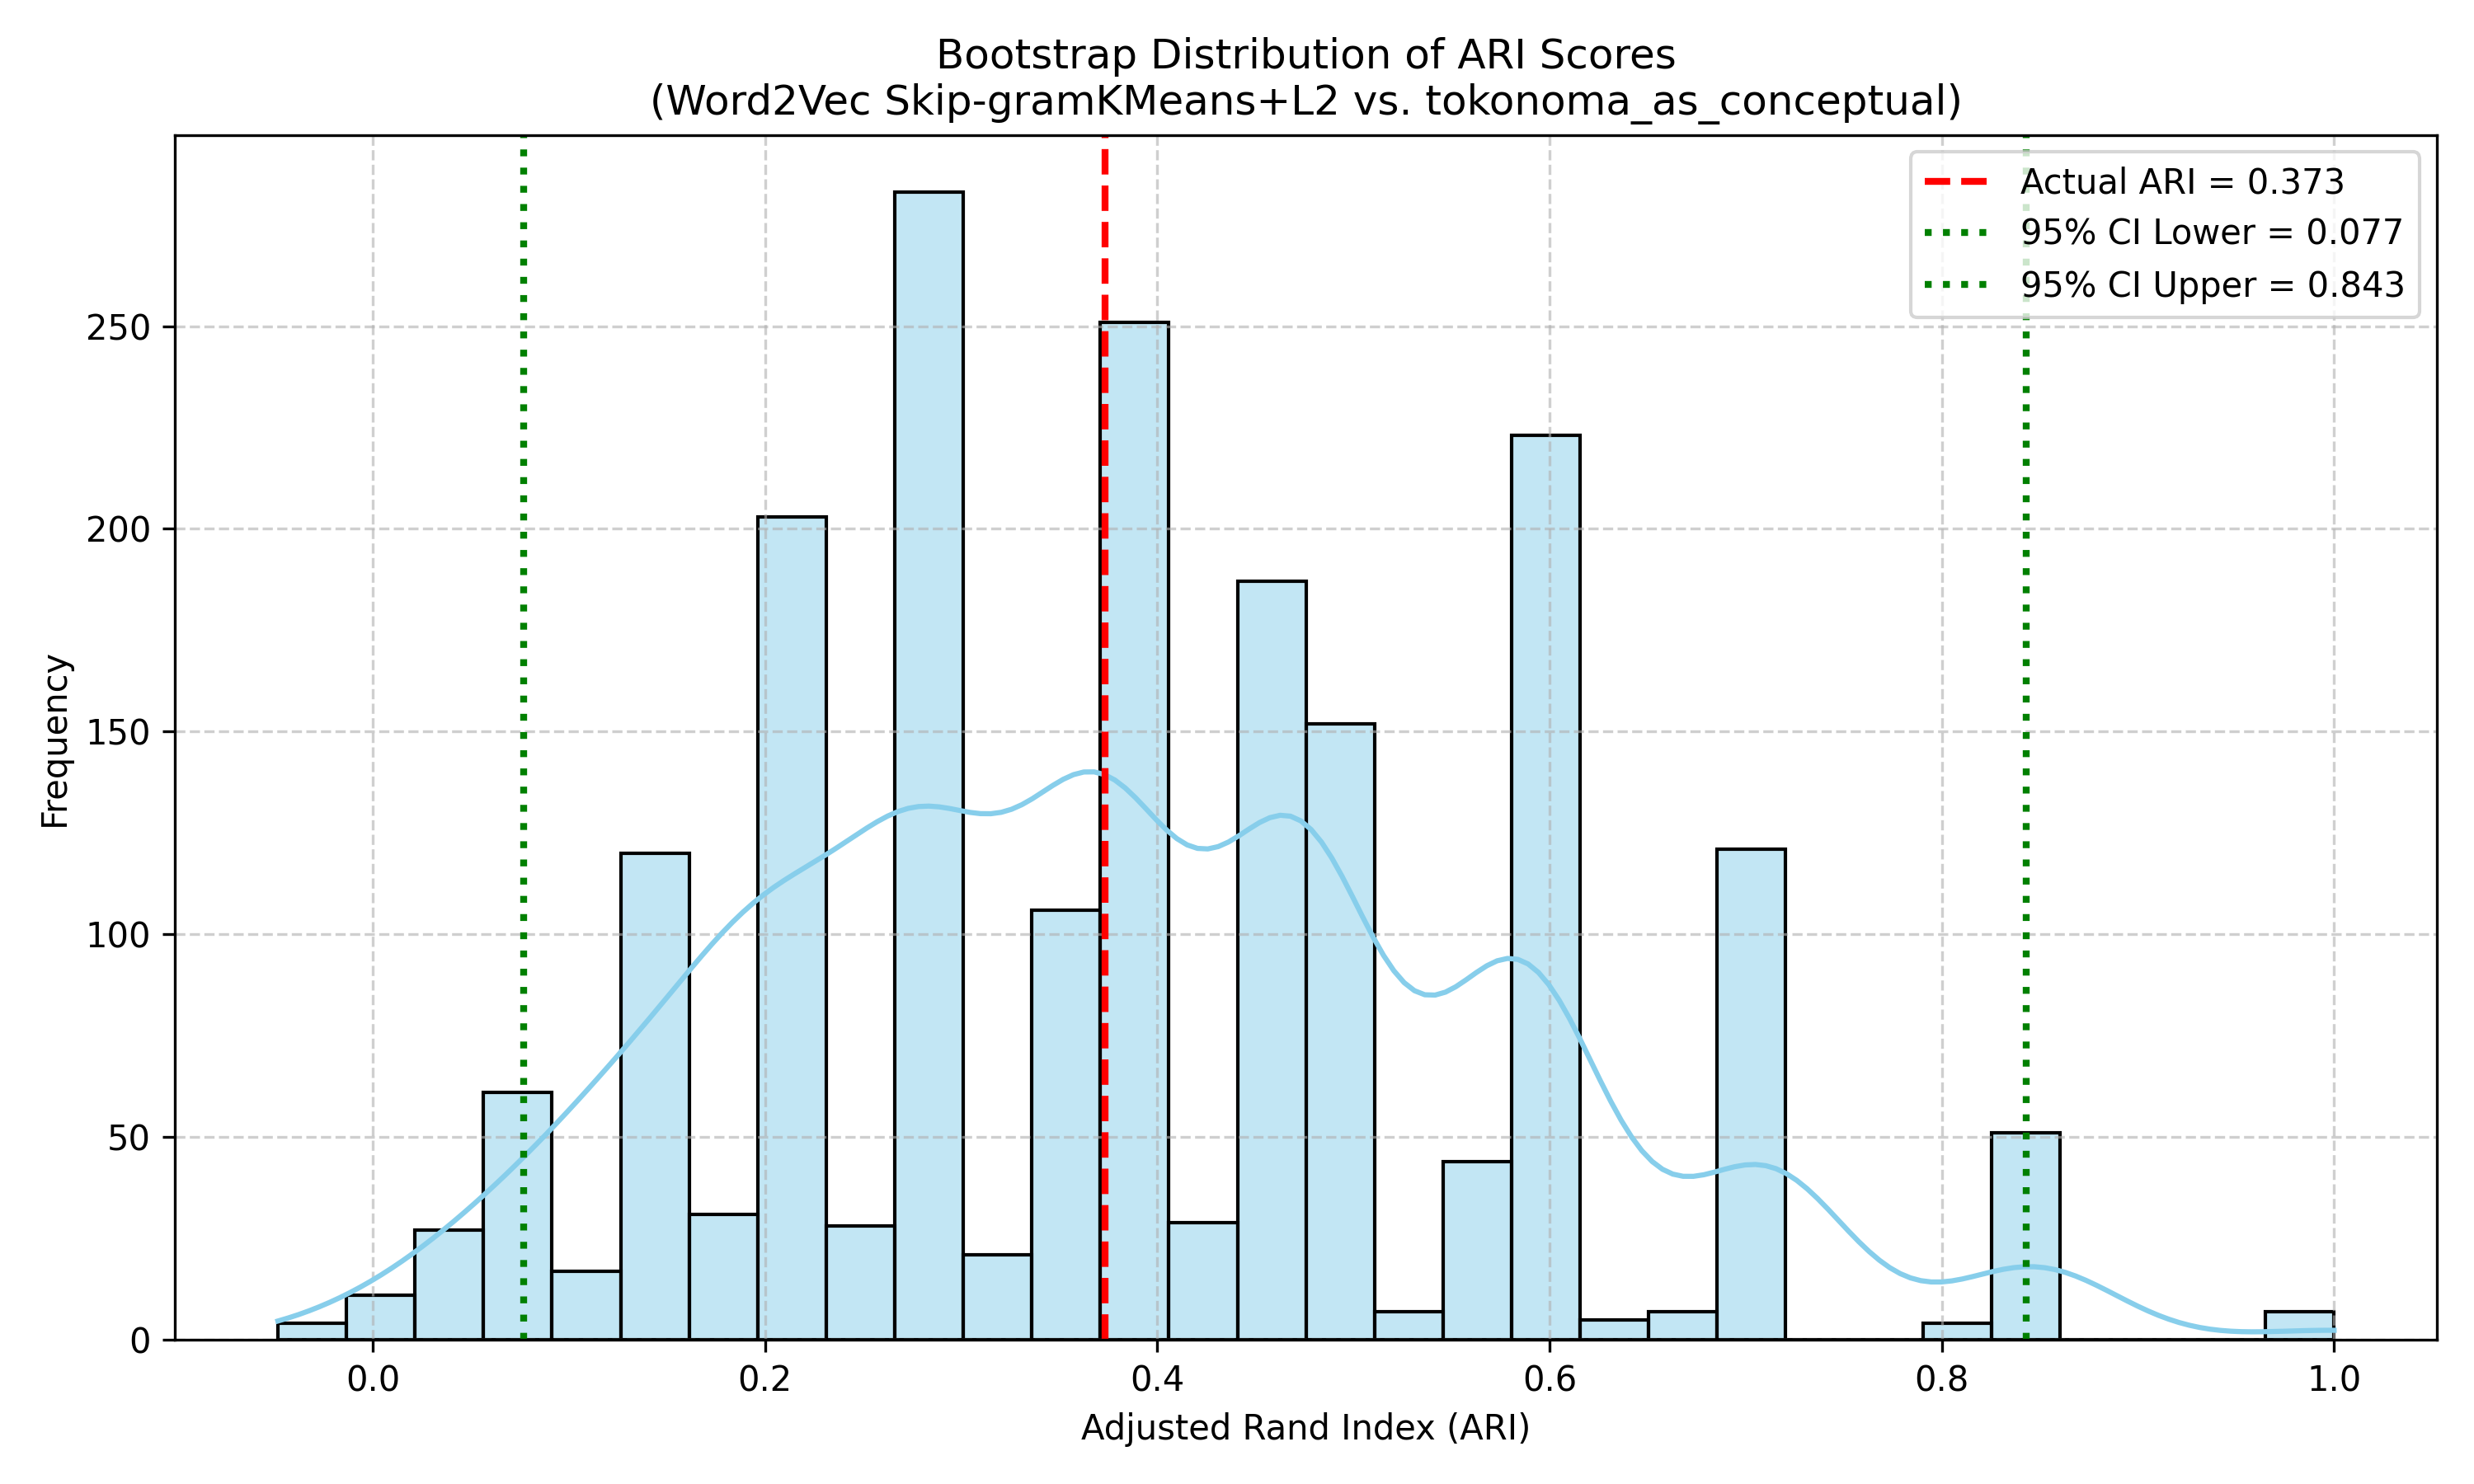 Bootstrap Distribution of ARI Scores
(Word2Vec Skip-gramKMeans+L2 vs. tokonoma_as_conceptual)
Actual ARI = 0.373
95% CI Lower = 0.077
95% CI Upper = 0.843
Frequency
250
200
150
100
50
0
0.0 0.2 0.4 0.6 0.8 1.0
Adjusted Rand Index (ARI)